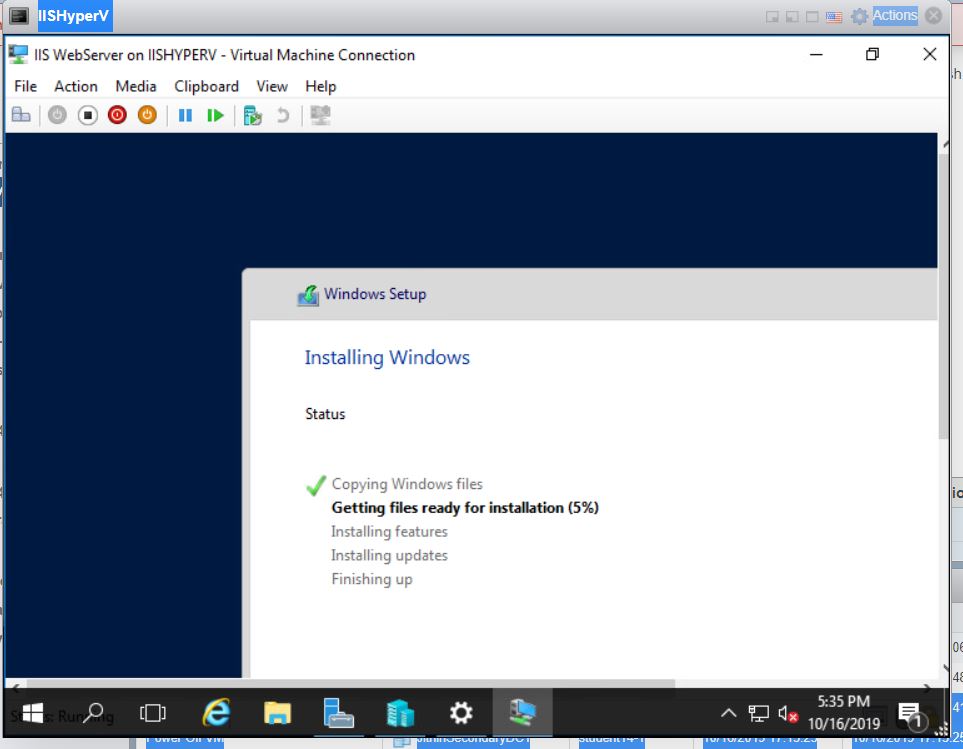 IISHyperV
Actions
IIS WebServer on IISHYPERV - Virtual Machine Connection
File Action Media Clipboard View Help
Windows Setup
Installing Windows
Status
Copying Windows files
Getting files ready for installation (5%)
Installing features
Installing updates
Finishing up
Status: Running
5:35 PM
10/16/2019
1